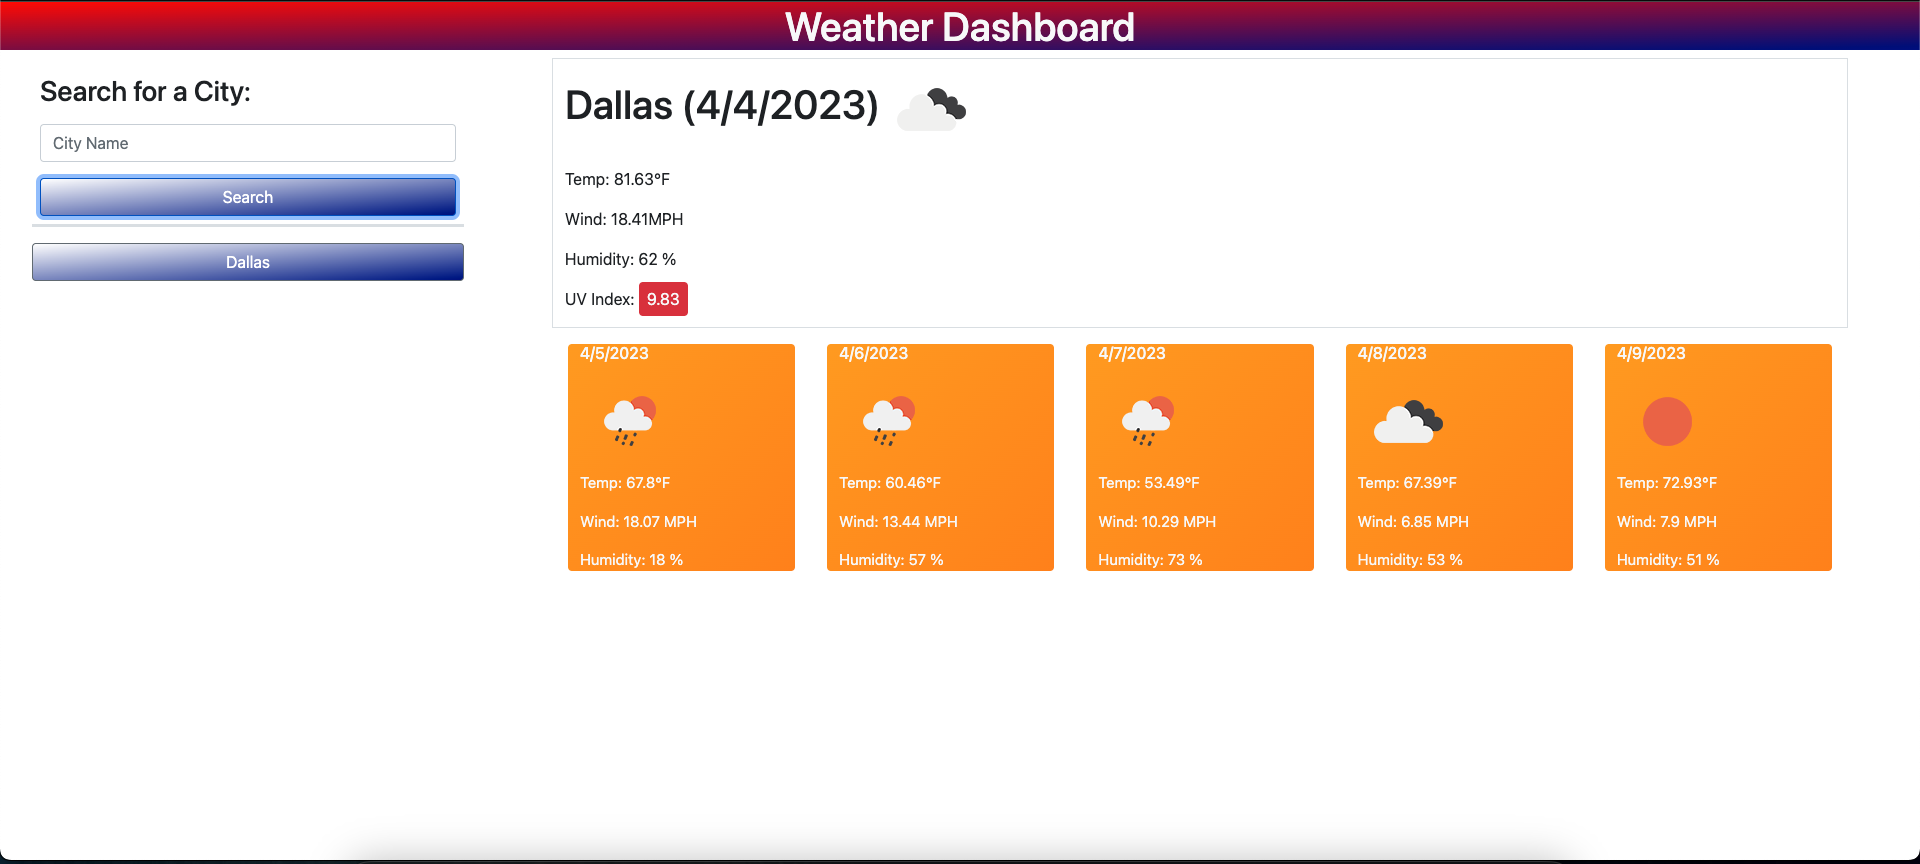 Weather Dashboard
Search for a City:
City Name
Search
Dallas
Dallas (4/4/2023)
Temp: 81.63°F
Wind: 18.41MPH
Humidity: 62 %
UV Index: 9.83
4/5/2023
Temp: 67.8°F
Wind: 18.07 MPH
Humidity: 18 %
4/6/2023
Temp: 60.46°F
Wind: 13.44 MPH
Humidity: 57 %
4/7/2023
Temp: 53.49°F
Wind: 10.29 MPH
Humidity: 73 %
4/8/2023
Temp: 67.39°F
Wind: 6.85 MPH
Humidity: 53 %
4/9/2023
Temp: 72.93°F
Wind: 7.9 MPH
Humidity: 51 %